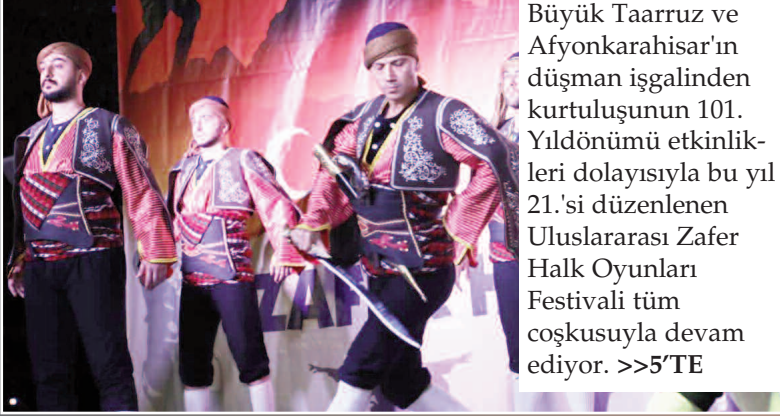 Büyük Taarruz ve
Afyonkarahisar'ın
düşman işgalinden
kurtuluşunun 101.
Yıldönümü etkinlik-
leri dolayısıyla bu yıl
21.'si düzenlenen
Uluslararası Zafer
Halk Oyunları
Festivali tüm
coşkusuyla devam
ediyor. >>5'TE